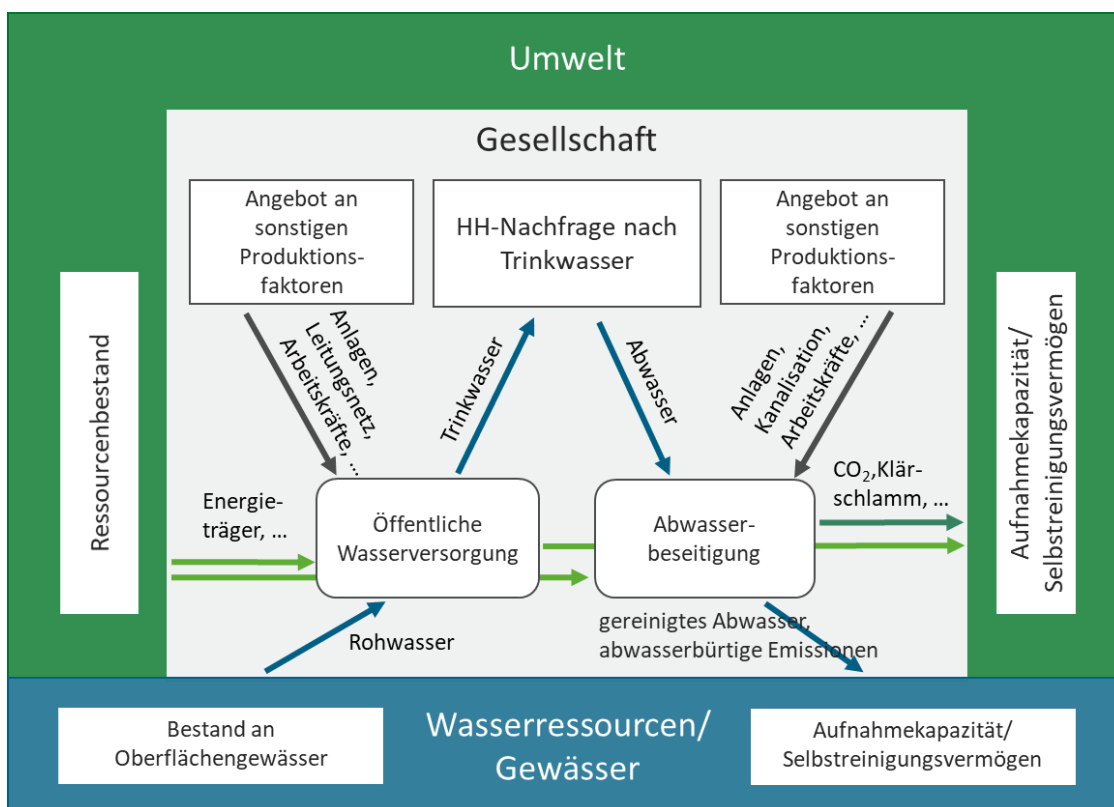 Umwelt
Gesellschaft
Angebot an
sonstigen
Produktions-
faktoren
HH-Nachfrage nach
Trinkwasser
Angebot an
sonstigen
Produktions-
faktoren
Ressourcenbestand
Anlagen,
Leitungsnetz,
Arbeitskräfte, ...
Trinkwasser
Abwasser
Anlagen,
Kanalisation,
Arbeitskräfte, ...
Aufnahmekapazität/
Selbstreinigungsvermögen
Energie-
träger, ...
Öffentliche
Wasserversorgung
Abwasser-
beseitigung
CO₂,Klär-
schlamm, ...
Rohwasser
gereinigtes Abwasser,
abwasserbürtige Emissionen
Bestand an
Oberflächengewässer
Wasserressourcen/
Gewässer
Aufnahmekapazität/
Selbstreinigungsvermögen